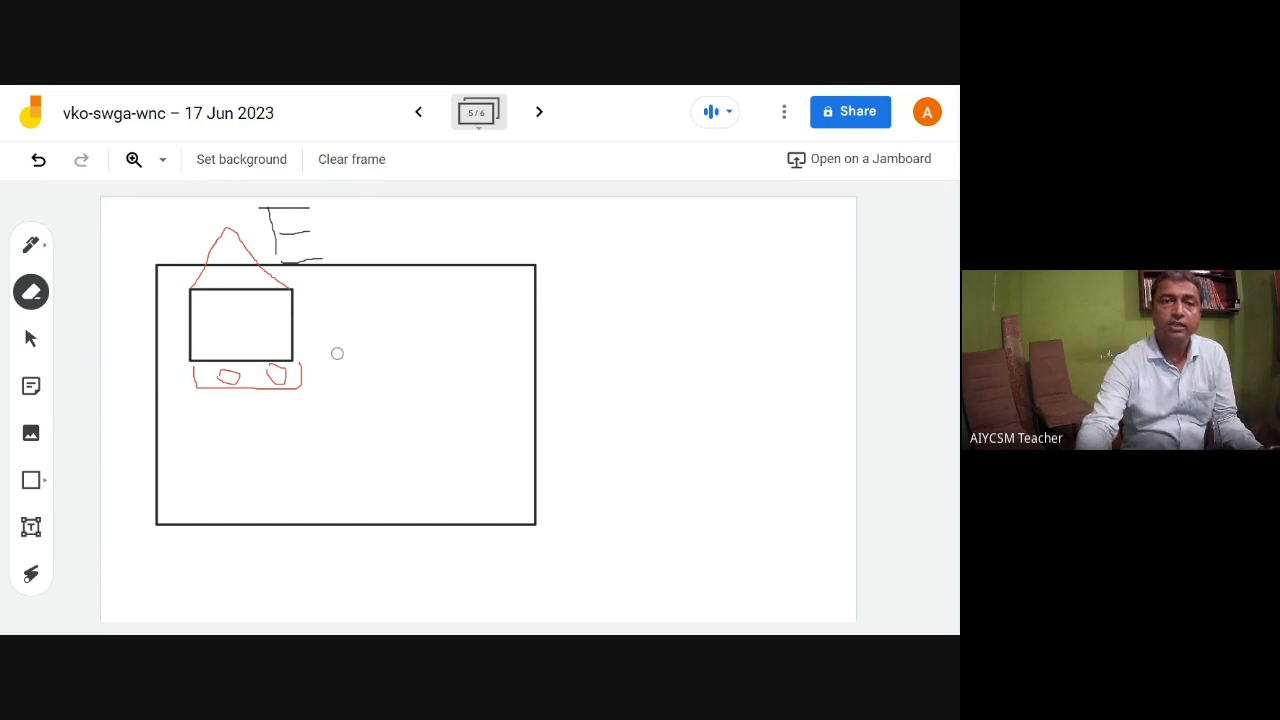 vko-swga-wnc – 17 Jun 2023
5 / 6
Share
A
Set background
Clear frame
Open on a Jamboard
E
T
AIYCSM Teacher